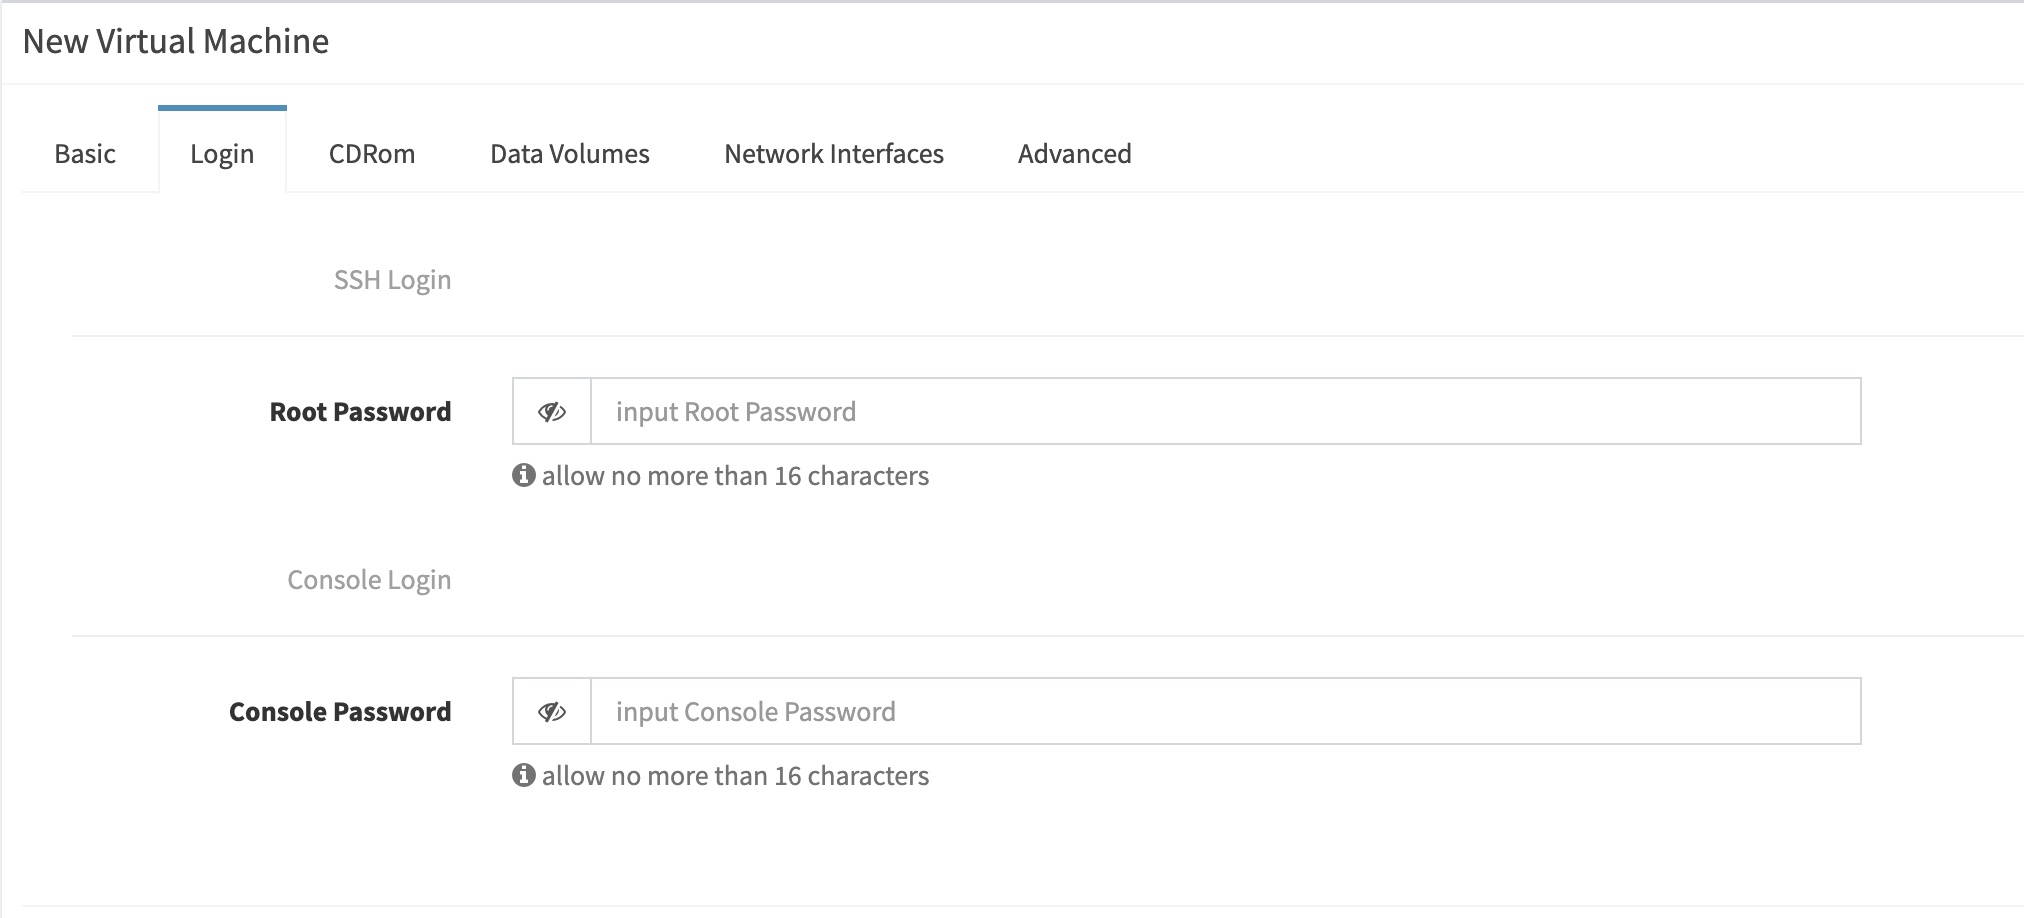 New Virtual Machine
Basic Login CDRom Data Volumes Network Interfaces Advanced
SSH Login
Root Password input Root Password
allow no more than 16 characters
Console Login
Console Password input Console Password
allow no more than 16 characters